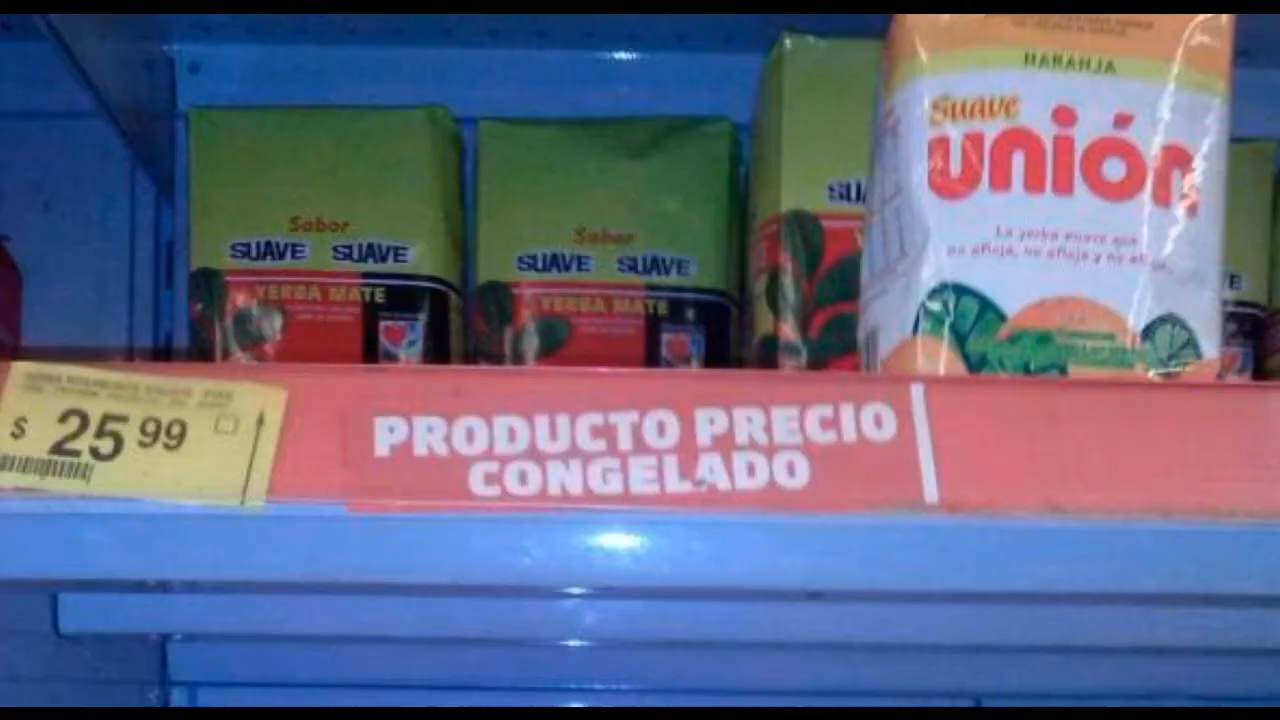 NARANJA
Suave
unión
La yerba suave que
no afloja, no afloja y no afloja.
Sabor
SUAVE SUAVE
YERBA MATE
Sabor
SUAVE SUAVE
YERBA MATE
SU
E
$ 25 99
PRODUCTO PRECIO
CONGELADO